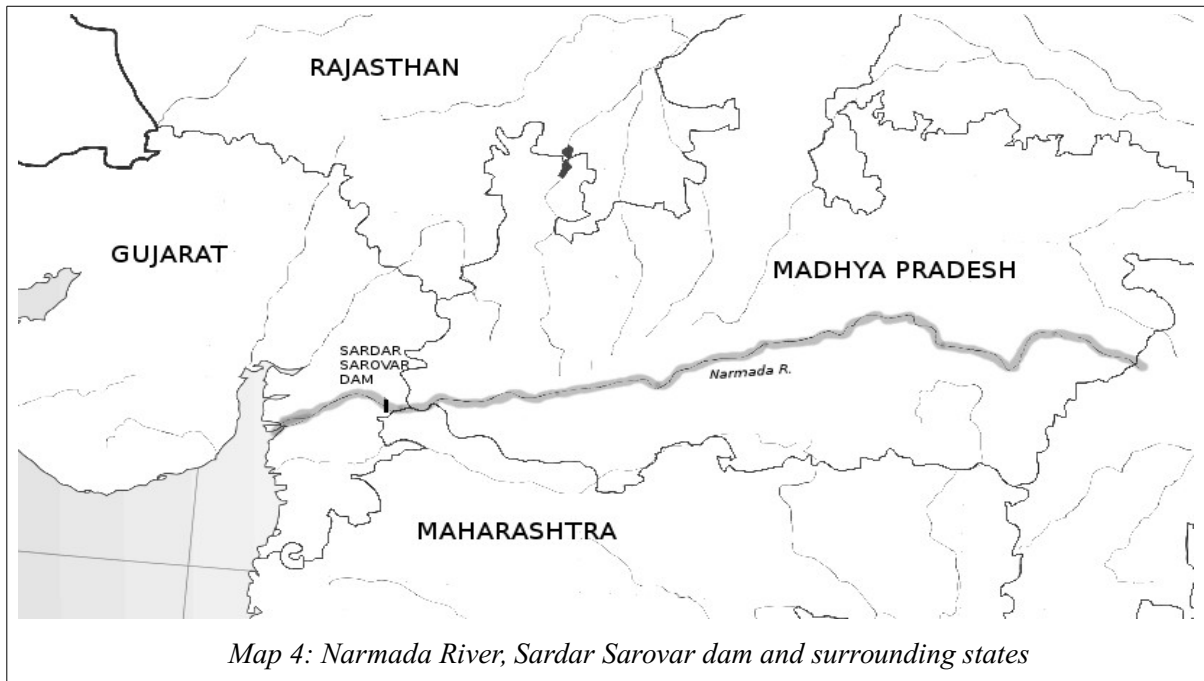 RAJASTHAN
GUJARAT
MADHYA PRADESH
SARDAR
SAROVAR
DAM
Narmada R.
MAHARASHTRA
Map 4: Narmada River, Sardar Sarovar dam and surrounding states